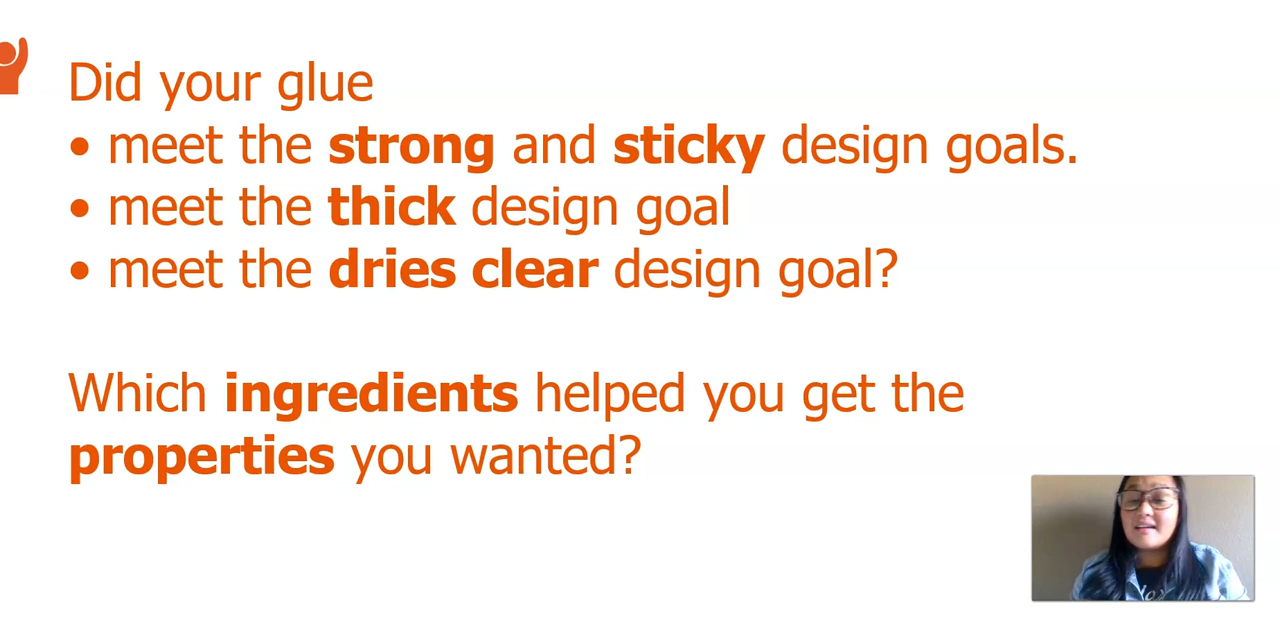 Did your glue
• meet the strong and sticky design goals.
• meet the thick design goal
• meet the dries clear design goal?
Which ingredients helped you get the
properties you wanted?